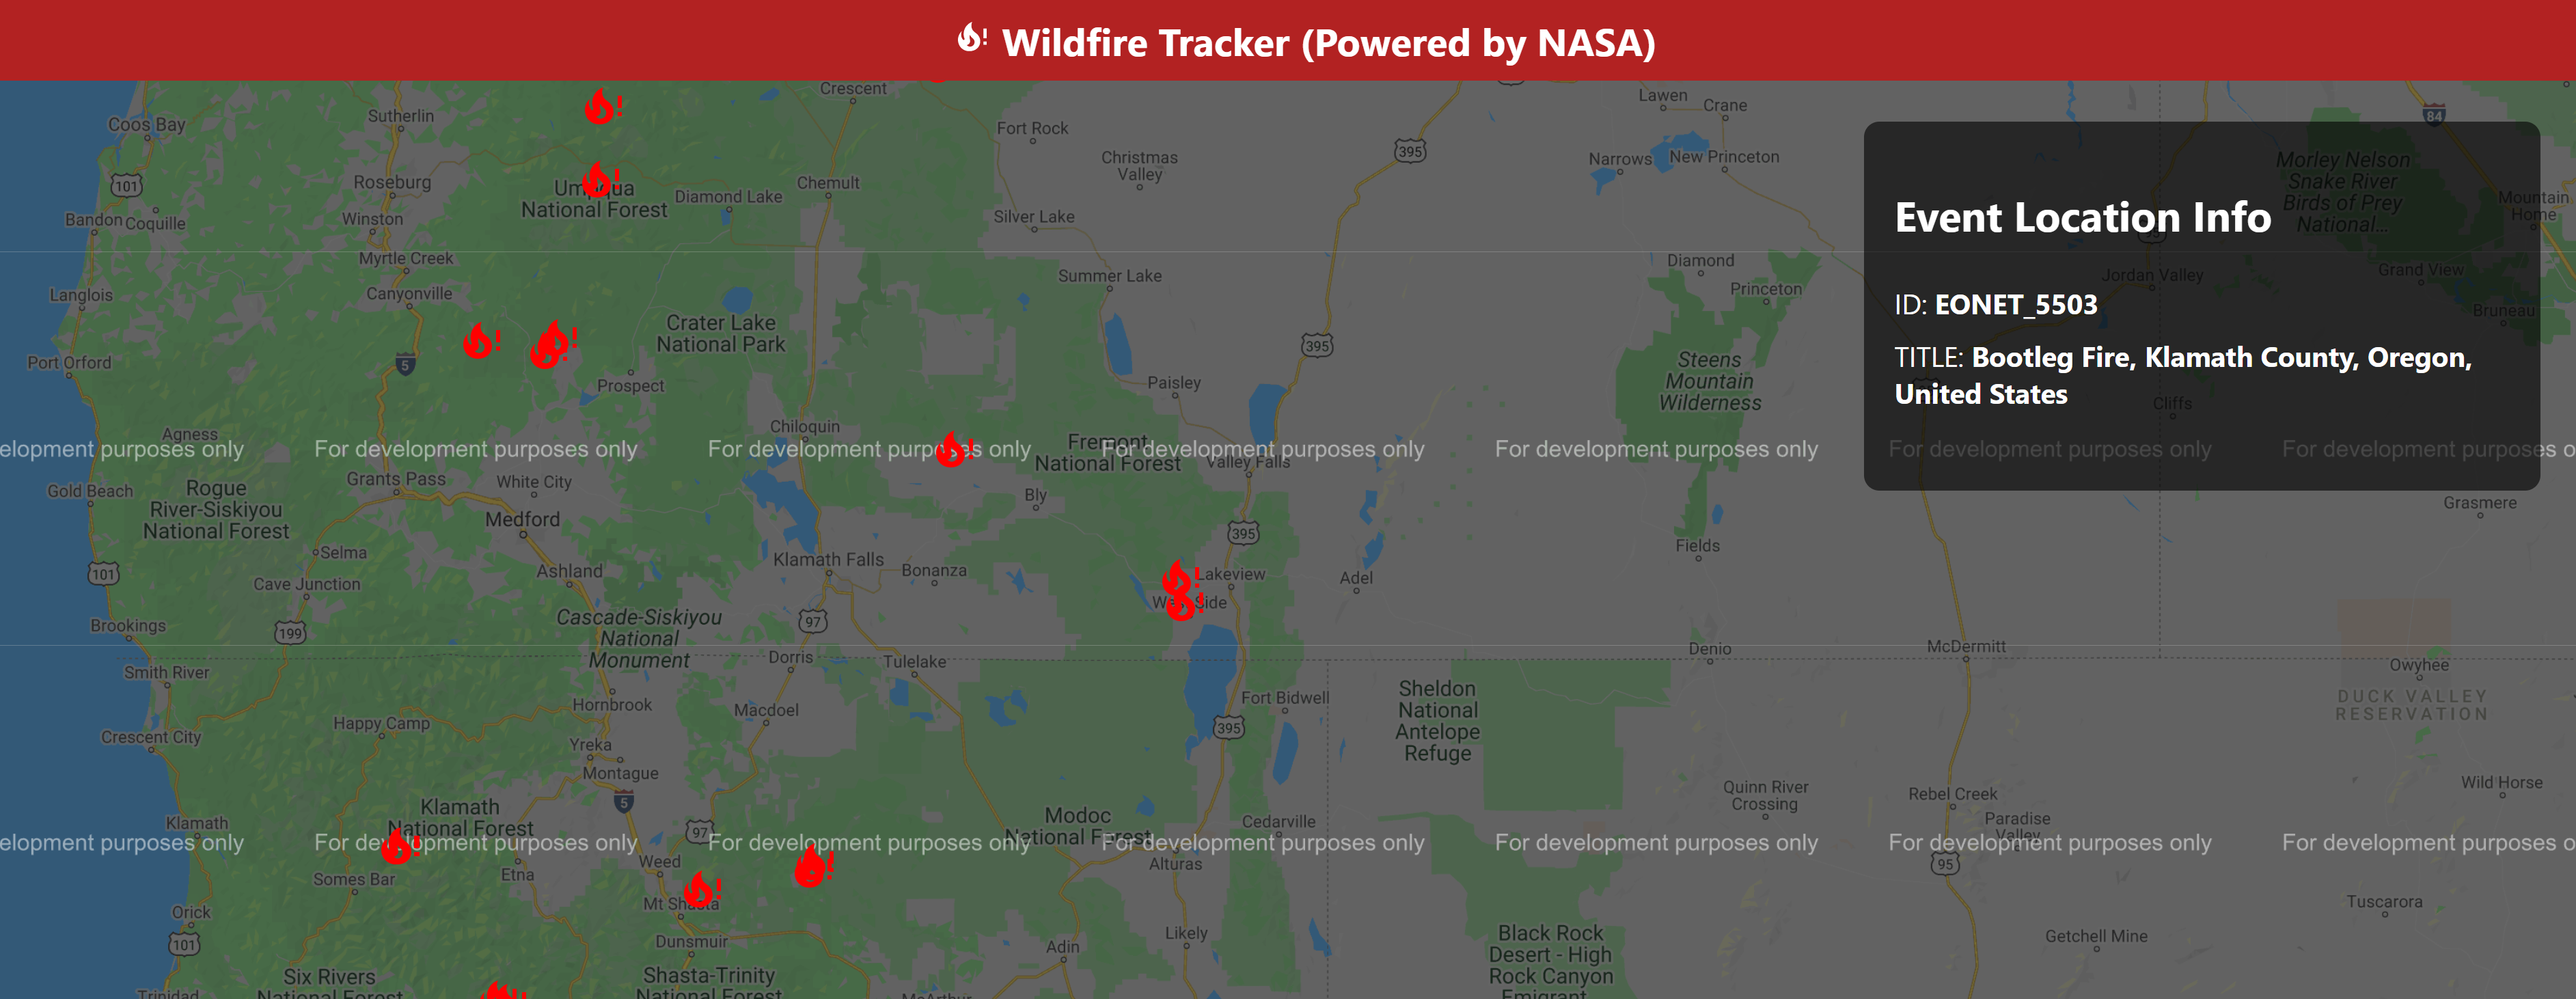 Wildfire Tracker (Powered by NASA)
Crescent
Lawen
Crane
84
Sutherlin
Coos Bay
Fort Rock
395
Christmas
Valley
Narrows
New Princeton
Morley Nelson
Snake River
Birds of Prey
National...
Mountain
Home
101
Roseburg
Umpqua
National Forest
Diamond Lake
Chemult
Winston
Bandon
Coquille
Silver Lake
Event Location Info
Myrtle Creek
Diamond
Summer Lake
Jordan Valley
Grand View
Canyonville
Langlois
Princeton
ID: EONET_5503
Bruneau
Crater Lake
National Park
395
5
Port Orford
Prospect
Paisley
Steens
Mountain
Wilderness
TITLE: Bootleg Fire, Klamath County, Oregon,
United States
Cliffs
Agness
Chiloquin
Fremont
National Forest
Valley Falls
elopment purposes only
For development purposes only
For development purposes only
For development purposes only
For development purposes only
For development purposes only
For development purposes o
Gold Beach
Grants Pass
White City
Bly
Grasmere
Rogue
River-Siskiyou
National Forest
Medford
395
Selma
Klamath Falls
Fields
101
Cave Junction
Ashland
Bonanza
Lakeview
Adel
West Side
Brookings
199
Cascade-Siskiyou
National
Monument
97
Dorris
Tulelake
Denio
McDermitt
Smith River
Owyhee
DUCK VALLEY
RESERVATION
Hornbrook
Macdoel
Fort Bidwell
Sheldon
National
Antelope
Refuge
Happy Camp
Crescent City
395
Yreka
Montague
Wild Horse
Quinn River
Crossing
Rebel Creek
Paradise
Valley
5
Klamath
Klamath
National Forest
97
Modoc
National Forest
Cedarville
elopment purposes only
For development purposes only
For development purposes only
For development purposes only
For development purposes only
For development purposes only
For development purposes o
Weed
Alturas
95
Etna
Somes Bar
Mt Shasta
Tuscarora
Orick
101
Dunsmuir
Adin
Likely
Getchell Mine
Black Rock
Desert - High
Rock Canyon
Emigrant
Six Rivers
National Forest
Shasta-Trinity
National Forest
Trinidad
McArthur